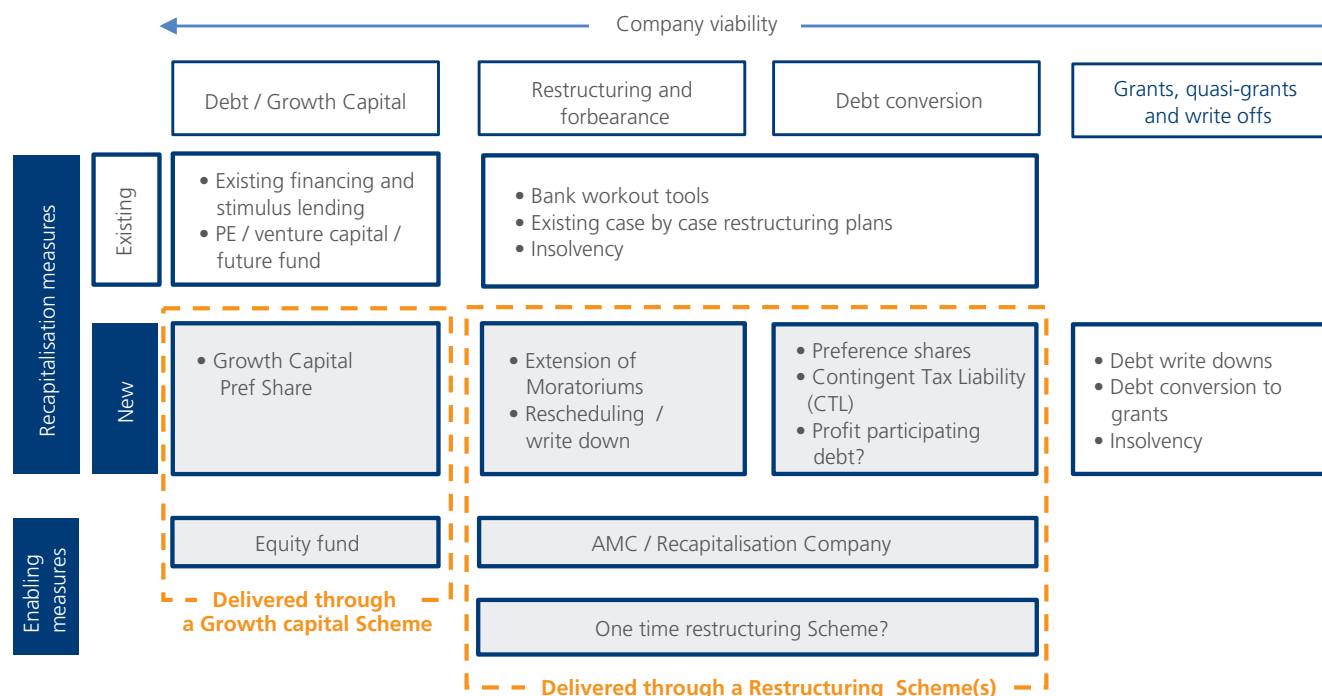 Company viability
Debt / Growth Capital
Restructuring and
forbearance
Debt conversion
Grants, quasi-grants
and write offs
Recapitalisation measures
Existing
• Existing financing and
stimulus lending
• PE / venture capital /
future fund
• Bank workout tools
• Existing case by case restructuring plans
• Insolvency
New
• Growth Capital
Pref Share
• Extension of
Moratoriums
• Rescheduling /
write down
• Preference shares
• Contingent Tax Liability
(CTL)
• Profit participating
debt?
• Debt write downs
• Debt conversion to
grants
• Insolvency
Enabling
measures
Equity fund
AMC / Recapitalisation Company
Delivered through
a Growth capital Scheme
One time restructuring Scheme?
Delivered through a Restructuring Scheme(s)